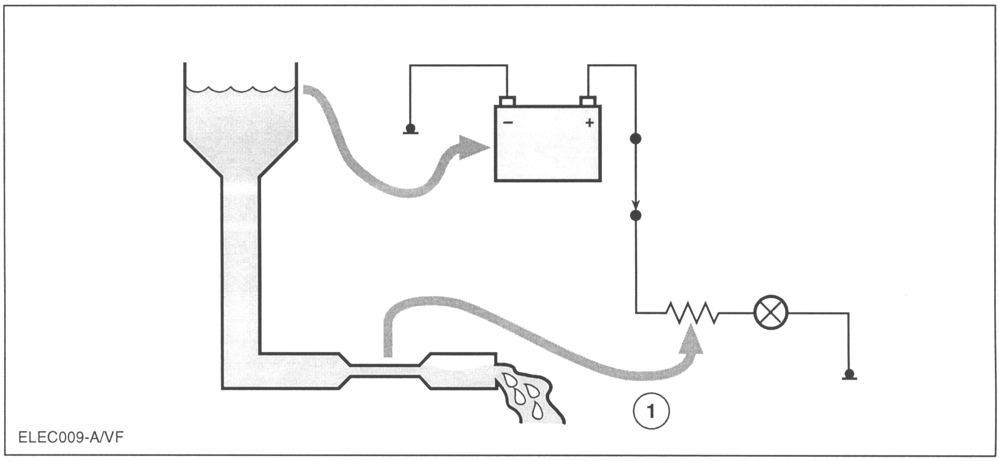 − +
1
ELEC009-A/VF